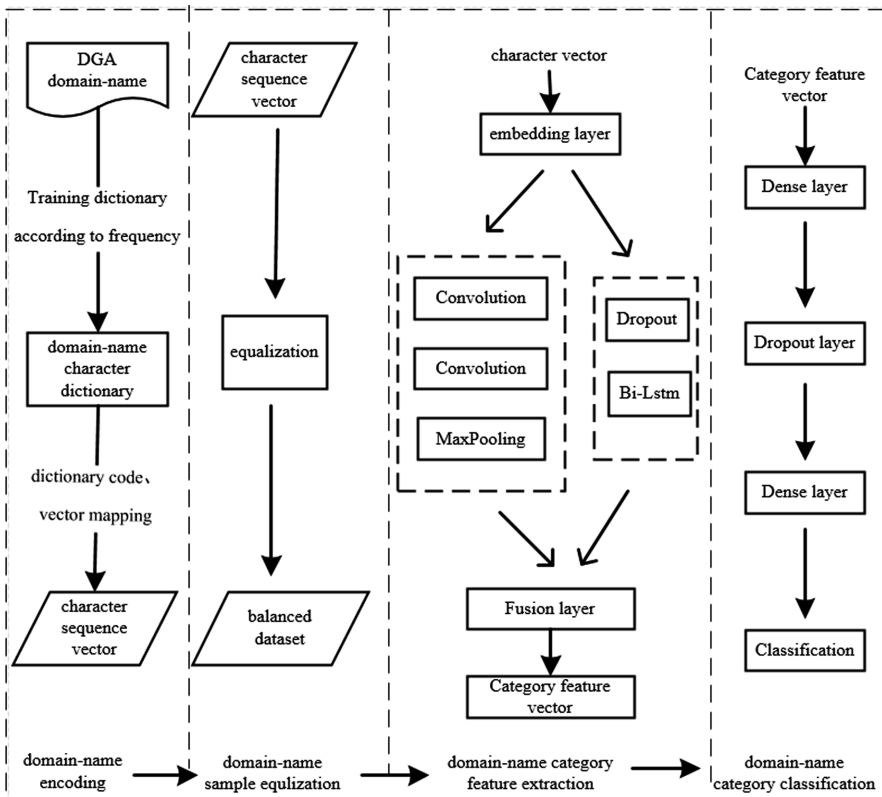 DGA
domain-name
Training dictionary
according to frequency
domain-name
character
dictionary
dictionary code、
vector mapping
character
sequence
vector
domain-name
encoding
character
sequence
vector
equalization
balanced
dataset
domain-name
sample equlization
character vector
embedding layer
Convolution
Convolution
MaxPooling
Dropout
Bi-Lstm
Fusion layer
Category feature
vector
domain-name category
feature extraction
Category feature
vector
Dense layer
Dropout layer
Dense layer
Classification
domain-name
category classification